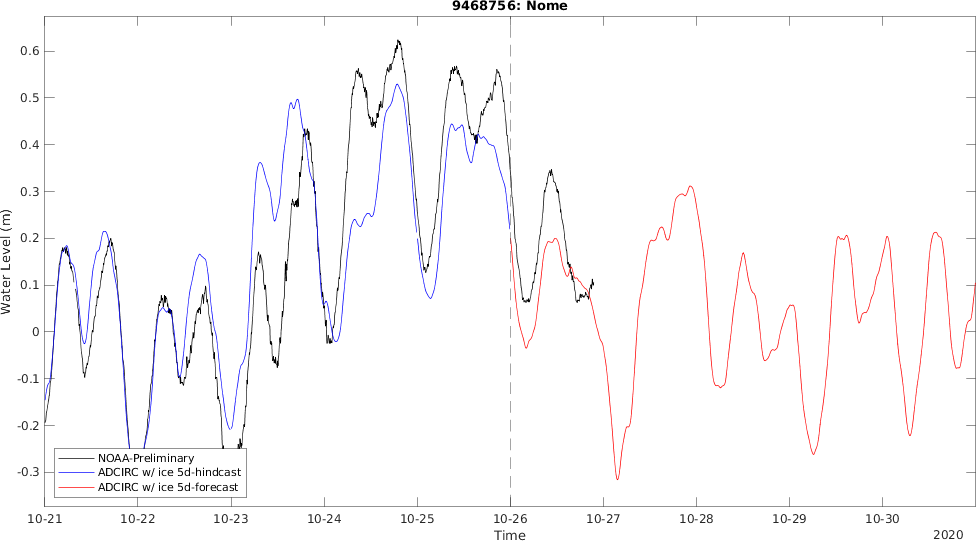 9468756: Nome
Water Level (m)
0.6
0.5
0.4
0.3
0.2
0.1
0
-0.1
-0.2
-0.3
NOAA-Preliminary
ADCIRC w/ ice 5d-hindcast
ADCIRC w/ ice 5d-forecast
10-21 10-22 10-23 10-24 10-25 10-26 10-27 10-28 10-29 10-30
Time
2020